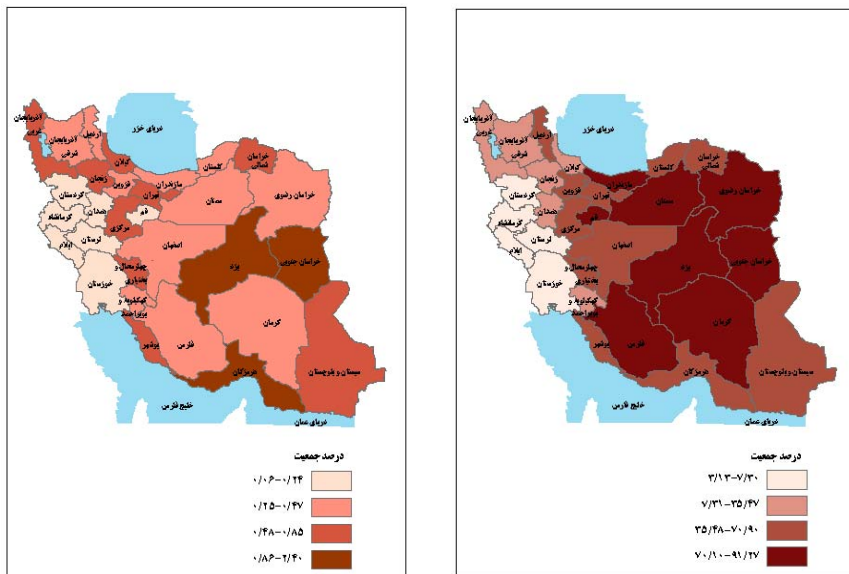 دریای خزر
آذربایجان
غربی
آذربایجان
شرقی
اردبیل
گیلان
زنجان
قزوین
مازندران
تهران
گلستان
خراسان
شمالی
خراسان رضوی
سمنان
کردستان
همدان
کرمانشاه
مرکزی
قم
ایلام
لرستان
اصفهان
یزد
خراسان جنوبی
خوزستان
چهارمحال و
بختیاری
کهکیلویه و
بویراحمد
بوشهر
فارس
کرمان
هرمزگان
سیستان و بلوچستان
خلیج فارس
دریای عمان
درصد جمعیت
۰/۰۶-۰/۲۴
۰/۲۵-۰/۴۷
۰/۴۸-۰/۸۵
۰/۸۶-۲/۴۰
دریای خزر
آذربایجان
غربی
آذربایجان
شرقی
اردبیل
گیلان
زنجان
قزوین
مازندران
تهران
گلستان
خراسان
شمالی
خراسان رضوی
سمنان
کردستان
همدان
کرمانشاه
مرکزی
قم
ایلام
لرستان
اصفهان
یزد
خراسان جنوبی
خوزستان
چهارمحال و
بختیاری
کهکیلویه و
بویراحمد
بوشهر
فارس
کرمان
هرمزگان
سیستان و بلوچستان
خلیج فارس
دریای عمان
درصد جمعیت
۳/۱۳-۷/۳۰
۷/۳۱-۳۵/۴۷
۳۵/۴۸-۷۰/۹۰
۷۰/۱۰-۹۱/۲۷